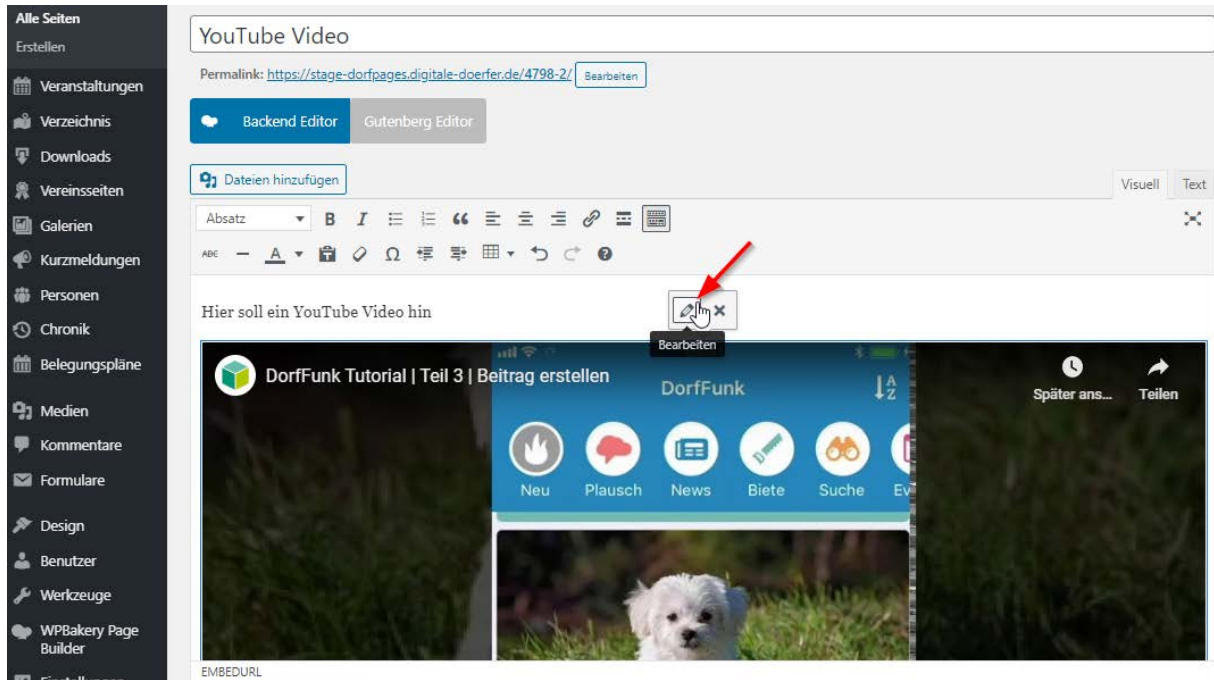 Alle Seiten
Erstellen
Veranstaltungen
Verzeichnis
Downloads
Vereinsseiten
Galerien
Kurzmeldungen
Personen
Chronik
Belegungspläne
Medien
Kommentare
Formulare
Design
Benutzer
Werkzeuge
WPBakery Page
Builder
Einstellungen
YouTube Video
Permalink: https://stage-dorfpages.digitale-doerfer.de/4798-2/ Bearbeiten
Backend Editor Gutenberg Editor
Dateien hinzufügen
Visuell Text
Absatz B I
ABC A Ω
Hier soll ein YouTube Video hin
Bearbeiten
DorfFunk Tutorial | Teil 3 | Beitrag erstellen
DorfFunk
A
Z
Später ans... Teilen
Neu Plausch News Biete Suche Ev
EMBEDURL